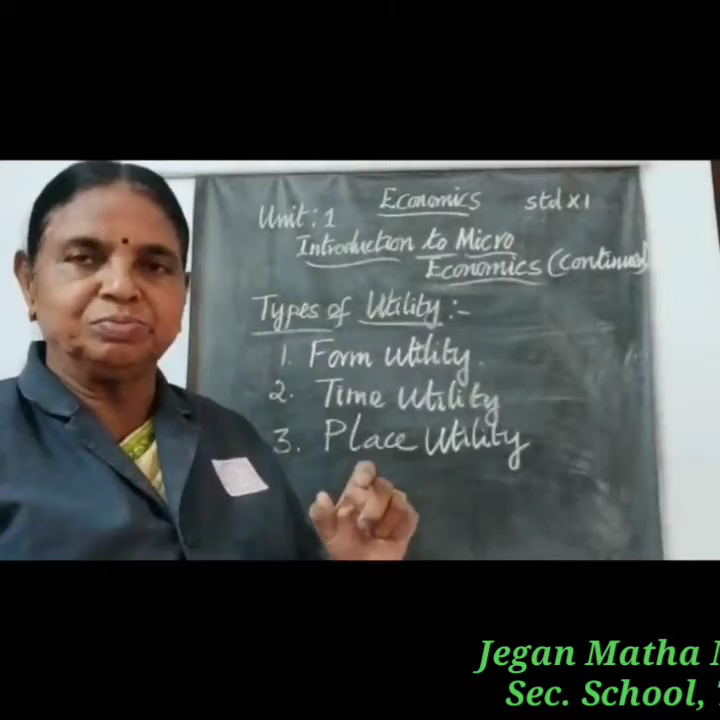 Economics std XI
Unit: 1
Introduction to Micro
Economics (continued)
Types of Utility :-
1. Form Utility
2. Time Utility
3. Place Utility
Jegan Matha
Sec. School,